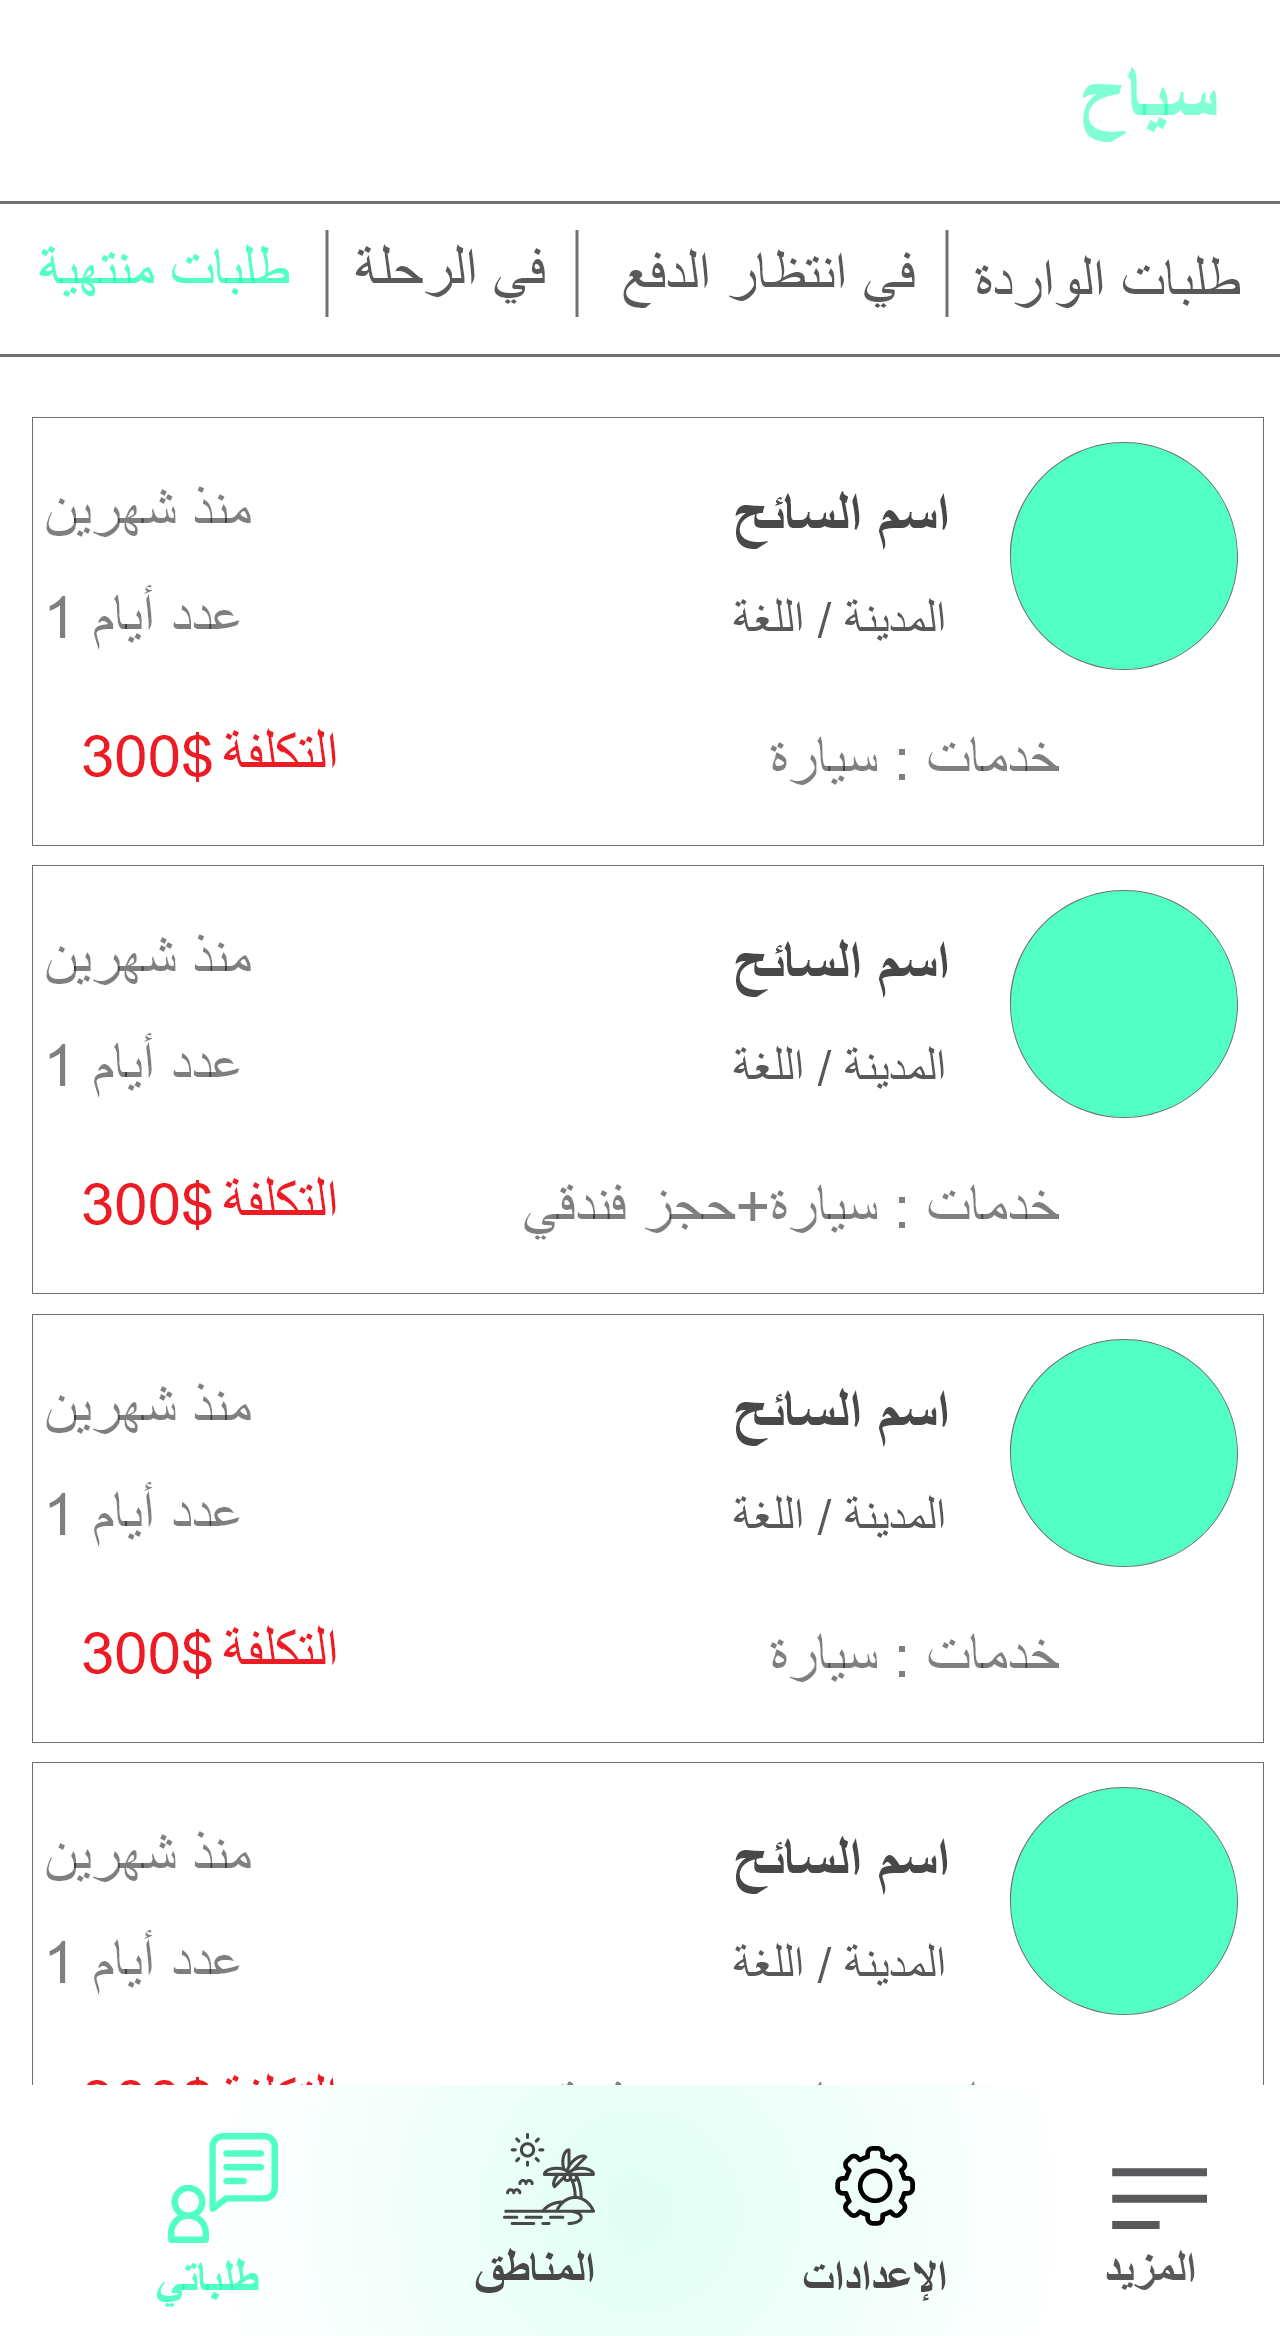 سياح
طلبات الواردة
في انتظار الدفع
في الرحلة
طلبات منتهية
اسم السائح
منذ شهرين
المدينة / اللغة
عدد أيام 1
خدمات : سيارة
التكلفة 300$
اسم السائح
منذ شهرين
المدينة / اللغة
عدد أيام 1
خدمات : سيارة+حجز فندقي
التكلفة 300$
اسم السائح
منذ شهرين
المدينة / اللغة
عدد أيام 1
خدمات : سيارة
التكلفة 300$
اسم السائح
منذ شهرين
المدينة / اللغة
عدد أيام 1
المزيد
الإعدادات
المناطق
طلباتي